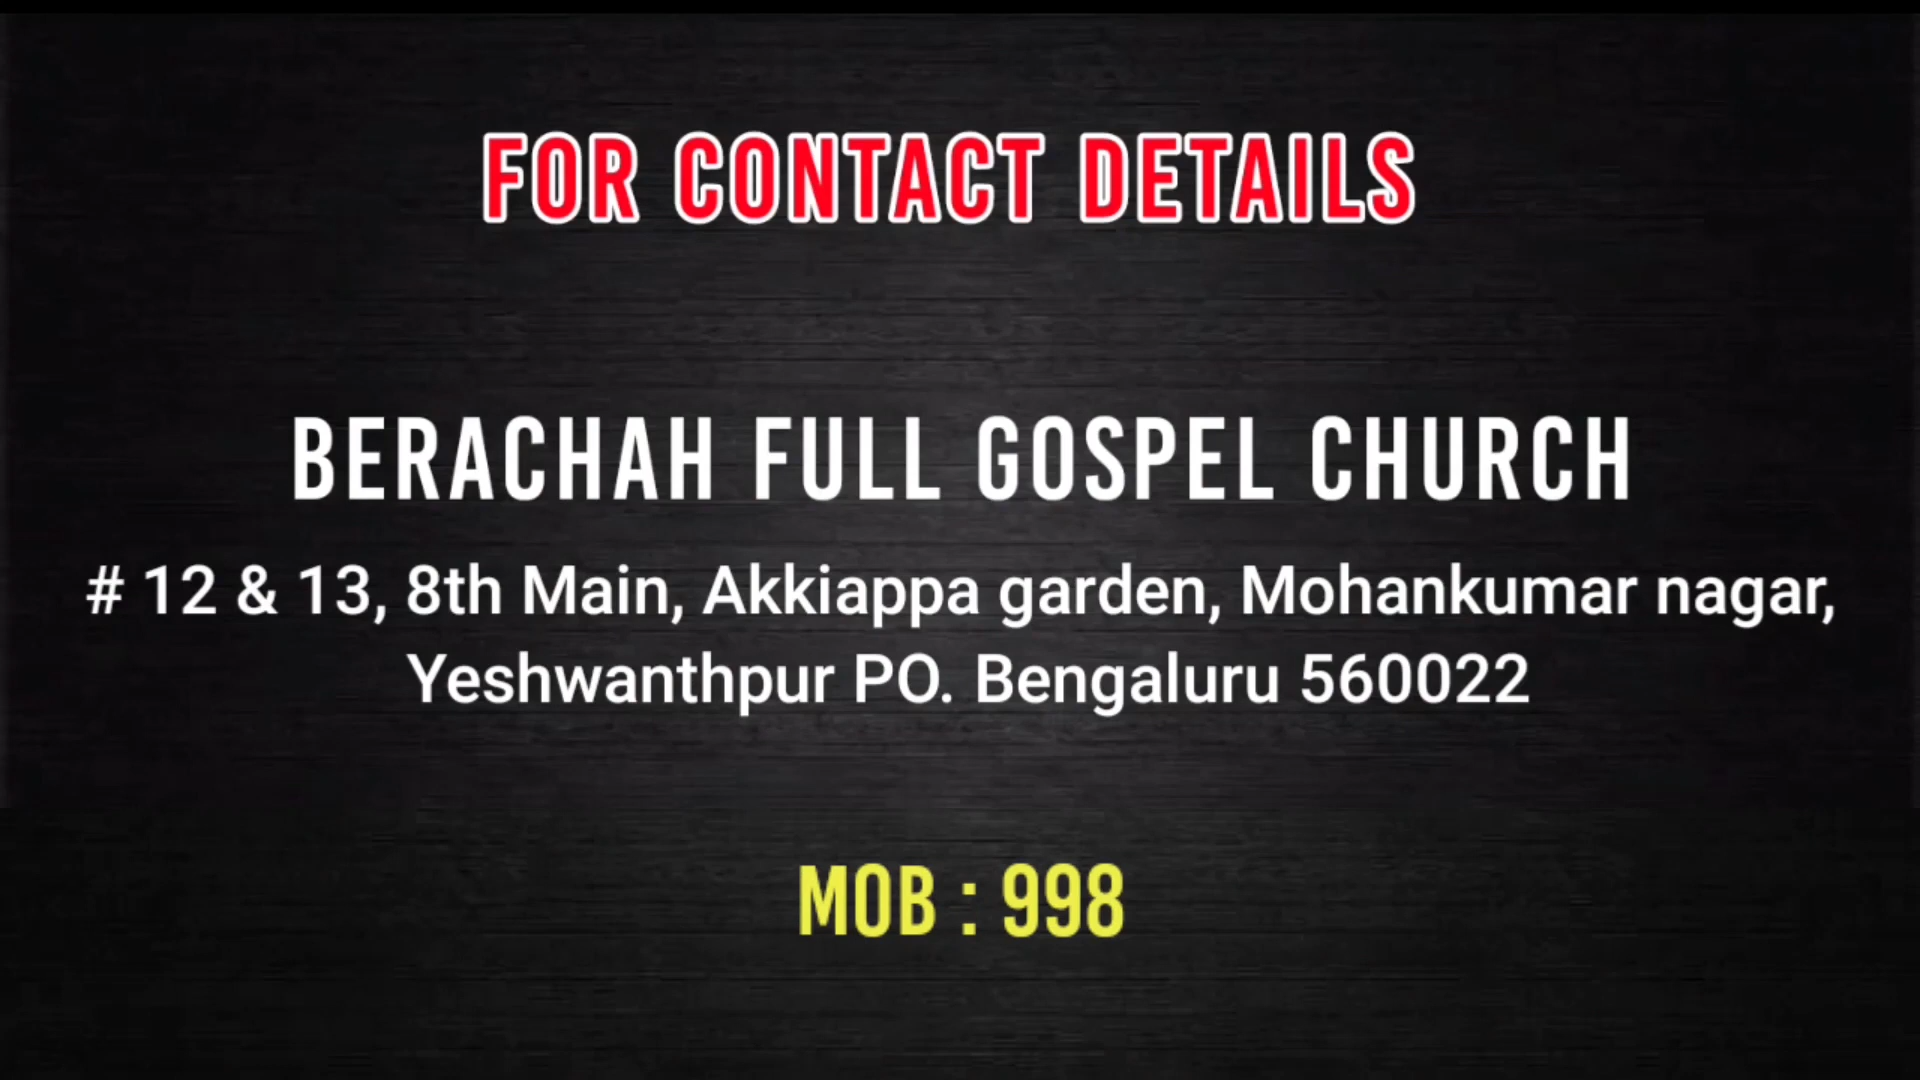 FOR CONTACT DETAILS
BERACHAH FULL GOSPEL CHURCH
# 12 & 13, 8th Main, Akkiappa garden, Mohankumar nagar,
Yeshwanthpur PO. Bengaluru 560022
MOB : 998